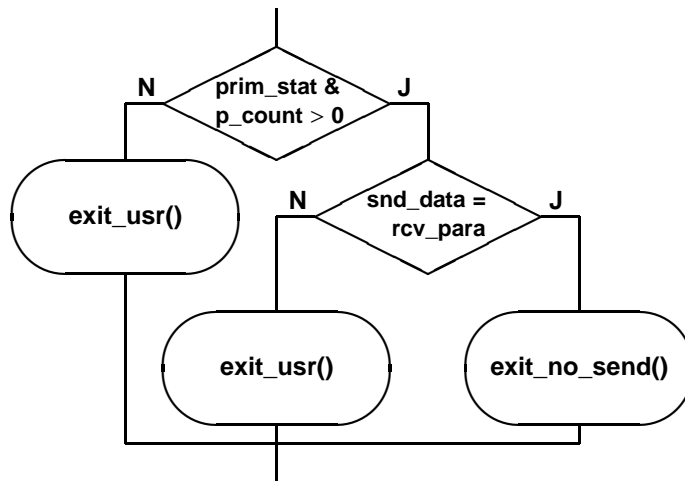 N
prim_stat &
p_count > 0
J
exit_usr()
N
snd_data =
rcv_para
J
exit_usr()
exit_no_send()